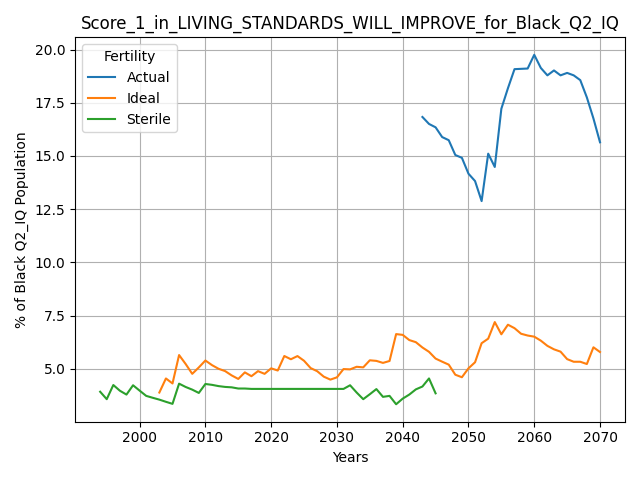 Score_1_in_LIVING_STANDARDS_WILL_IMPROVE_for_Black_Q2_IQ
Fertility
Actual
Ideal
Sterile
% of Black Q2_IQ Population
20.0
17.5
15.0
12.5
10.0
7.5
5.0
2000 2010 2020 2030 2040 2050 2060 2070
Years